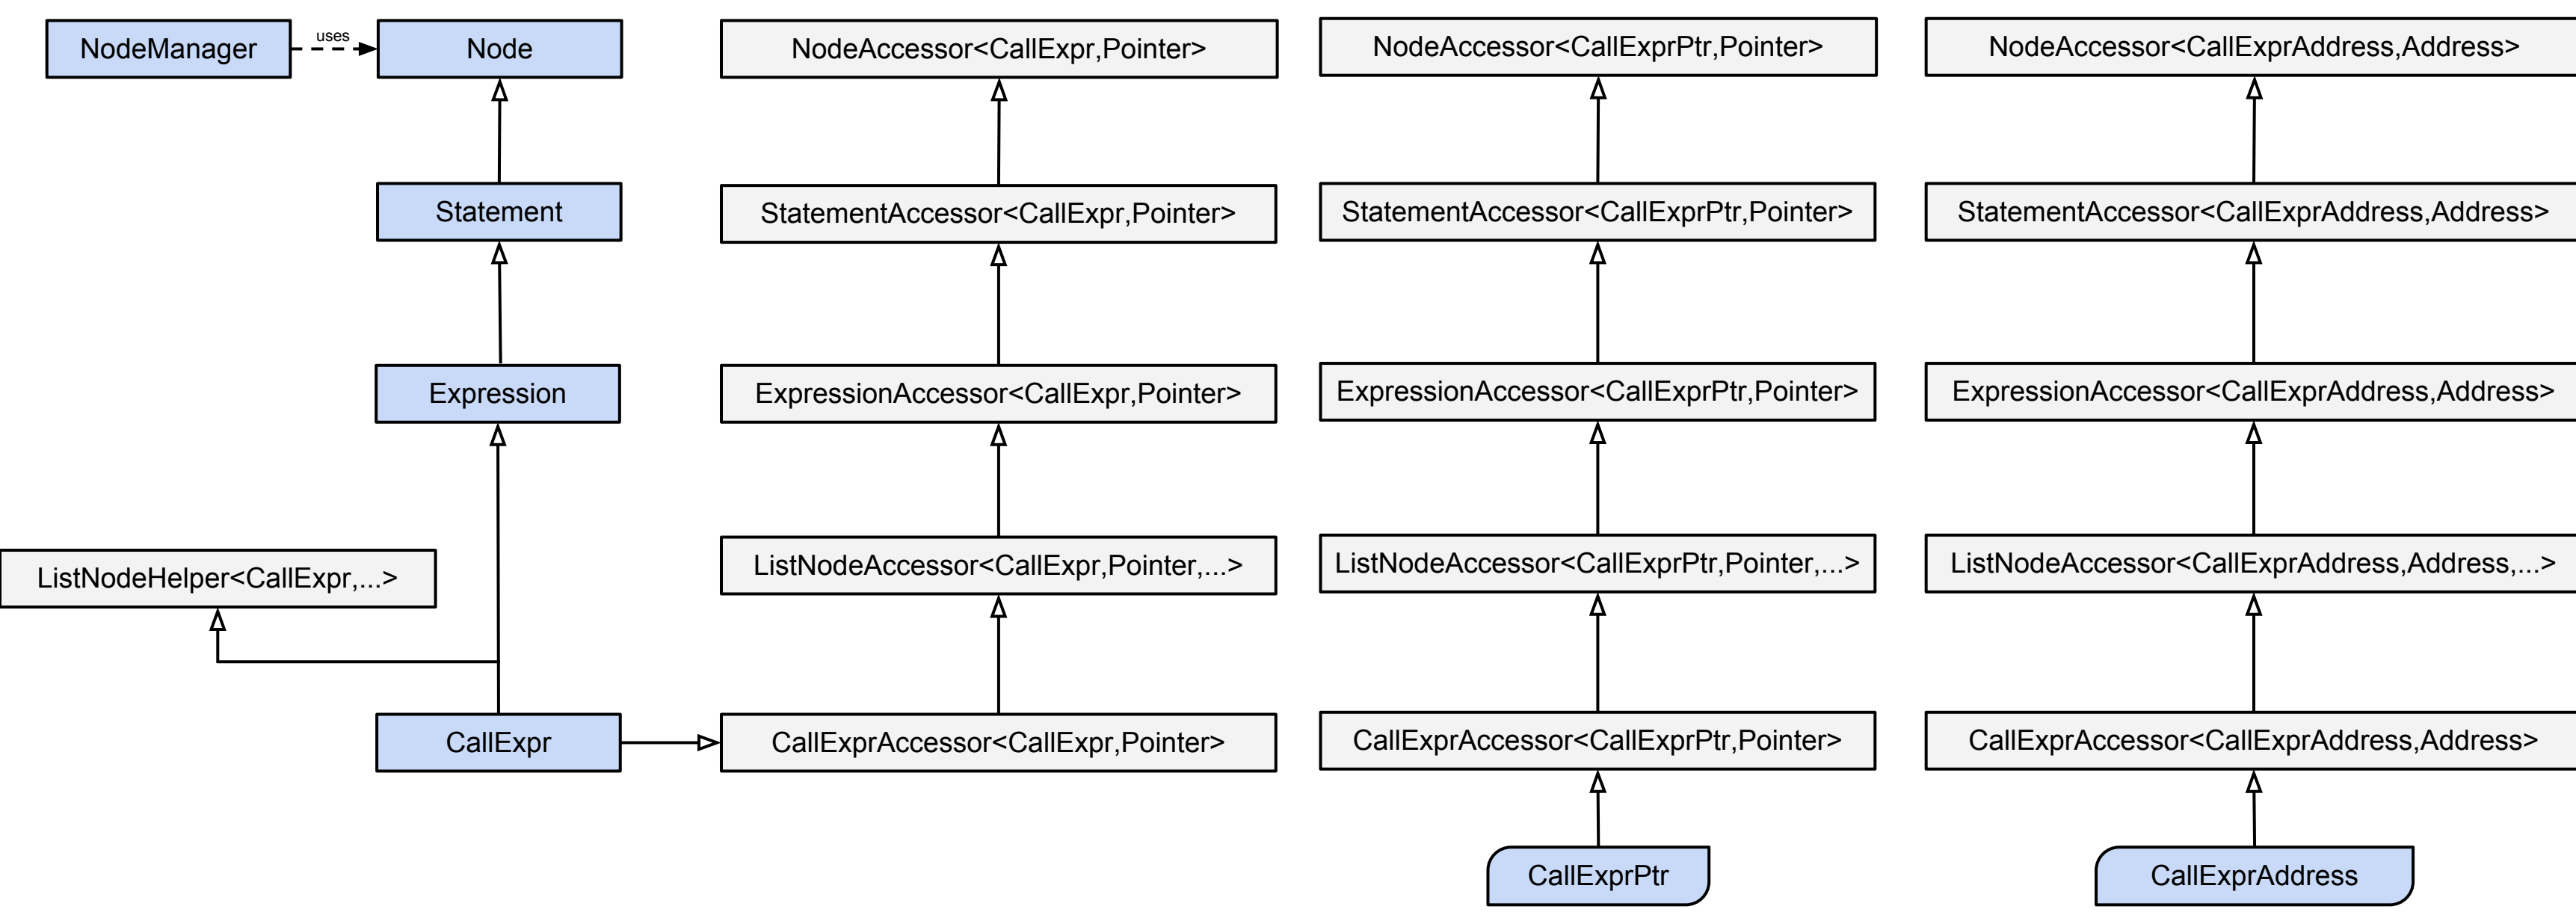 NodeManager
uses
Node
NodeAccessor<CallExpr,Pointer>
NodeAccessor<CallExprPtr,Pointer>
NodeAccessor<CallExprAddress,Address>
Statement
StatementAccessor<CallExpr,Pointer>
StatementAccessor<CallExprPtr,Pointer>
StatementAccessor<CallExprAddress,Address>
Expression
ExpressionAccessor<CallExpr,Pointer>
ExpressionAccessor<CallExprPtr,Pointer>
ExpressionAccessor<CallExprAddress,Address>
ListNodeHelper<CallExpr,...>
ListNodeAccessor<CallExpr,Pointer,...>
ListNodeAccessor<CallExprPtr,Pointer,...>
ListNodeAccessor<CallExprAddress,Address,...>
CallExpr
CallExprAccessor<CallExpr,Pointer>
CallExprAccessor<CallExprPtr,Pointer>
CallExprAccessor<CallExprAddress,Address>
CallExprPtr
CallExprAddress